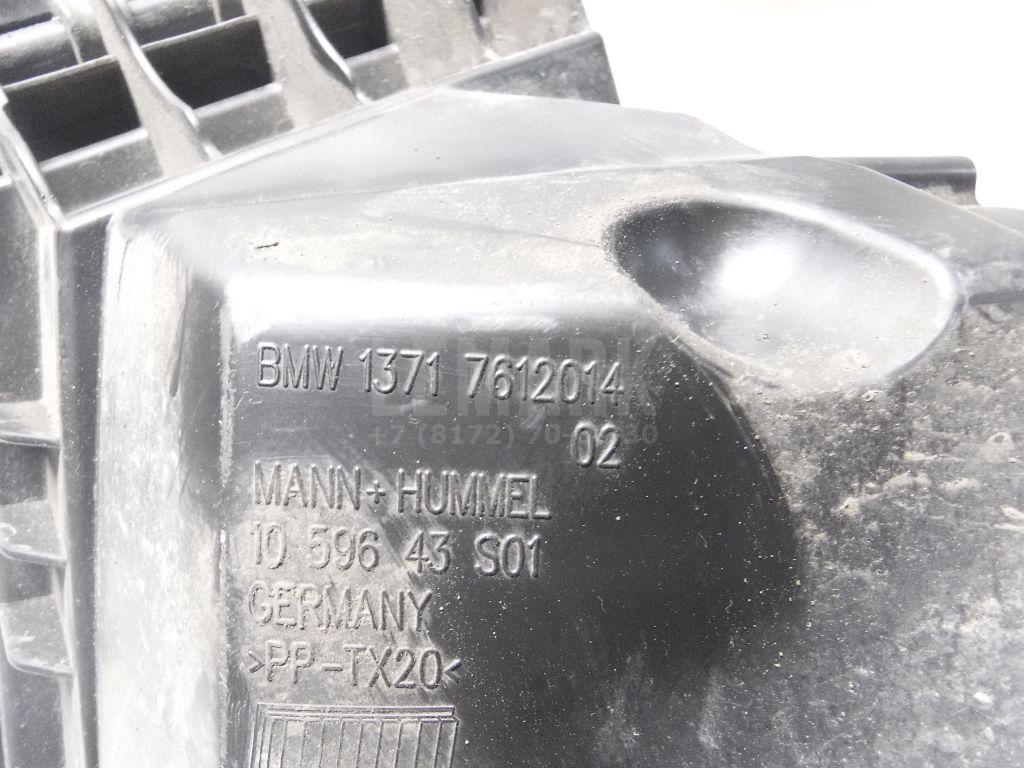 BMW 1371 7612014
02
MANN+HUMMEL
10 596 43 S01
GERMANY
>PP-TX20<